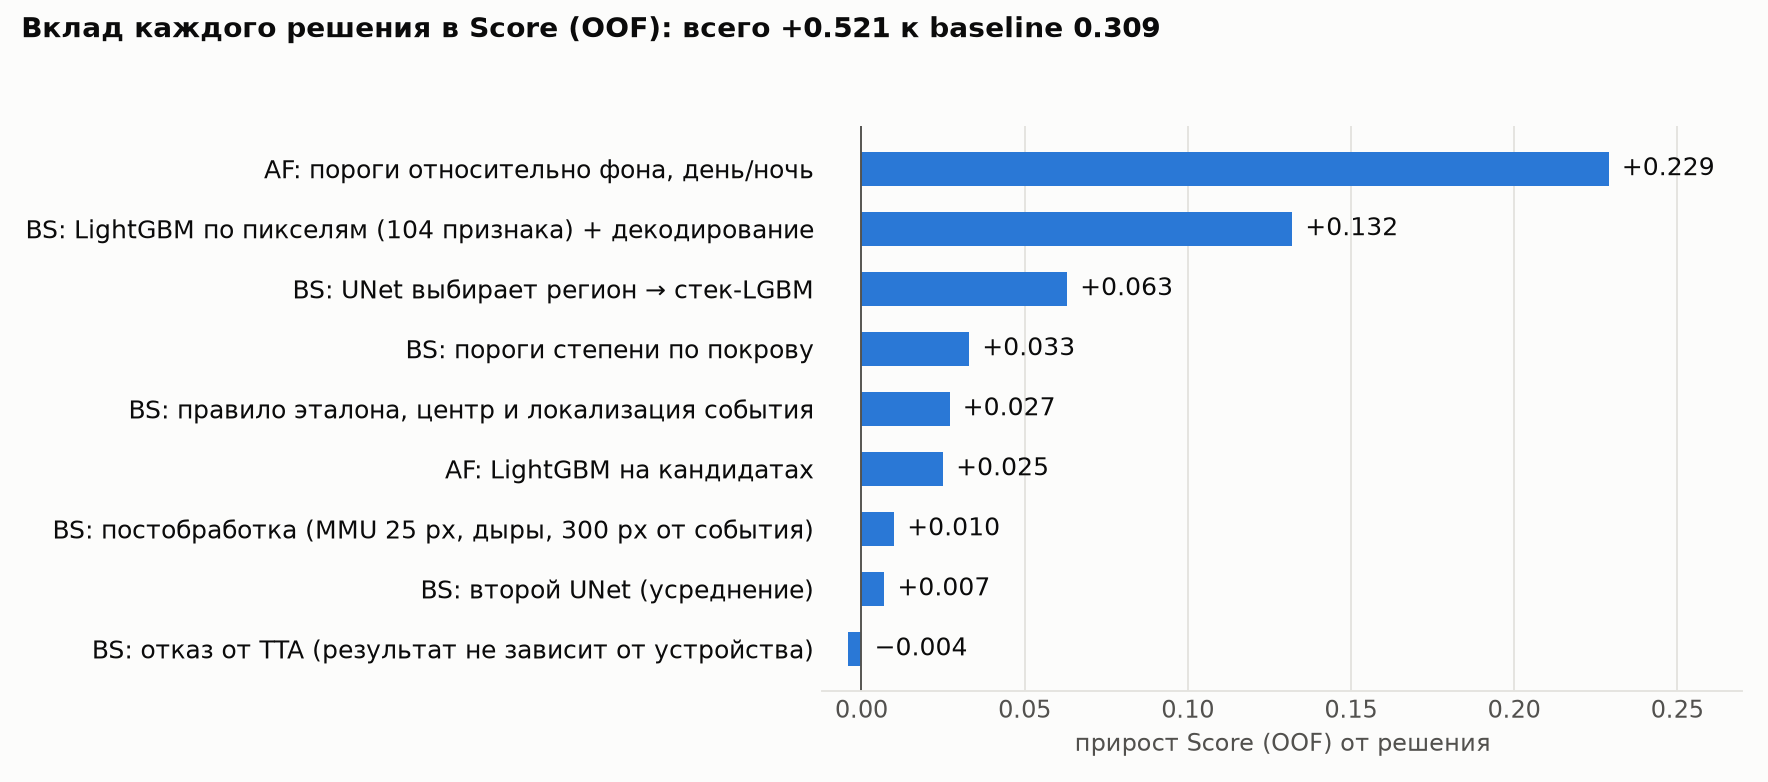 Вклад каждого решения в Score (OOF): всего +0.521 к baseline 0.309
AF: пороги относительно фона, день/ночь +0.229
BS: LightGBM по пикселям (104 признака) + декодирование +0.132
BS: UNet выбирает регион → стек-LGBM +0.063
BS: пороги степени по покрову +0.033
BS: правило эталона, центр и локализация события +0.027
AF: LightGBM на кандидатах +0.025
BS: постобработка (MMU 25 px, дыры, 300 px от события) +0.010
BS: второй UNet (усреднение) +0.007
BS: отказ от TTA (результат не зависит от устройства) −0.004
0.00 0.05 0.10 0.15 0.20 0.25
прирост Score (OOF) от решения